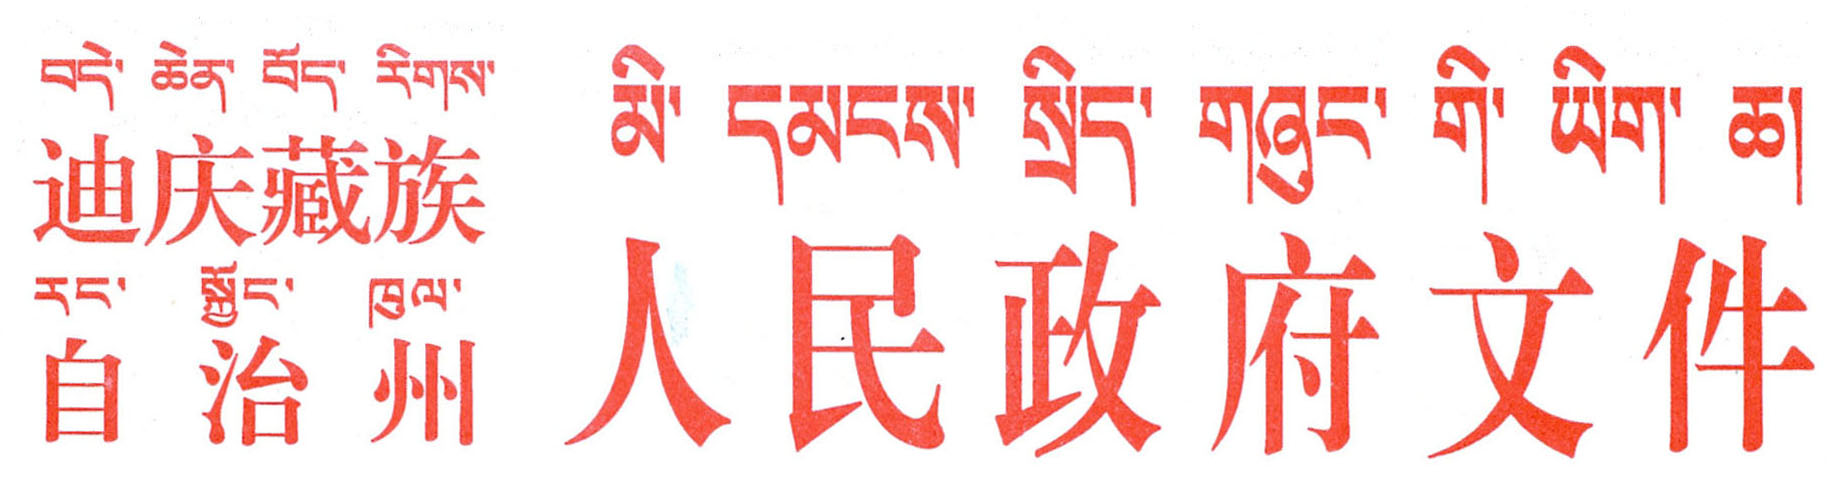 བདེ་ ཆེན་ བོད་ རིགས་
迪庆藏族
རང་ སྐྱོང་ ཁུལ་
自治州
མི་ དམངས་ སྲིད་ གཞུང་ གི་ ཡིག་ ཆ།
人民政府文件